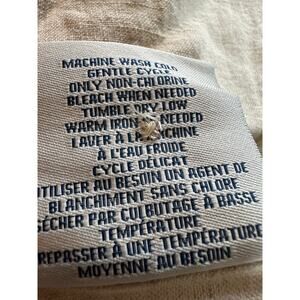 MACHINE WASH COLD
GENTLE CYCLE
ONLY NON-CHLORINE
BLEACH WHEN NEEDED
TUMBLE DRY LOW
WARM IRON NEEDED
LAVER À LA MACHINE
À L'EAU FROIDE
CYCLE DÉLICAT
UTILISER AU BESOIN UN AGENT DE
BLANCHIMENT SANS CHLORE
SÉCHER PAR CULBUTAGE À BASSE
TEMPÉRATURE
REPASSER À UNE TEMPÉRATURE
MOYENNE AU BESOIN